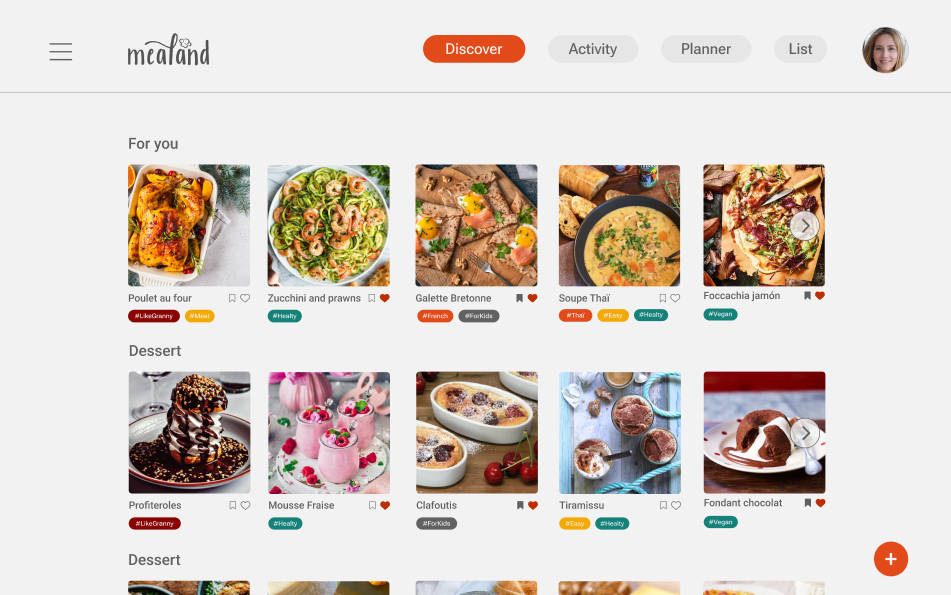 mealand
Discover
Activity
Planner
List
For you
Poulet au four
Zucchini and prawns
Galette Bretonne
Soupe Thaï
Foccachia jamón
#LikeGranny
#Meat
#Healty
#French
#ForKids
#Thaï
#Easy
#Healty
#Vegan
Dessert
Profiteroles
Mousse Fraise
Clafoutis
Tiramissu
Fondant chocolat
#LikeGranny
#Healty
#ForKids
#Easy
#Healty
#Vegan
Dessert
+